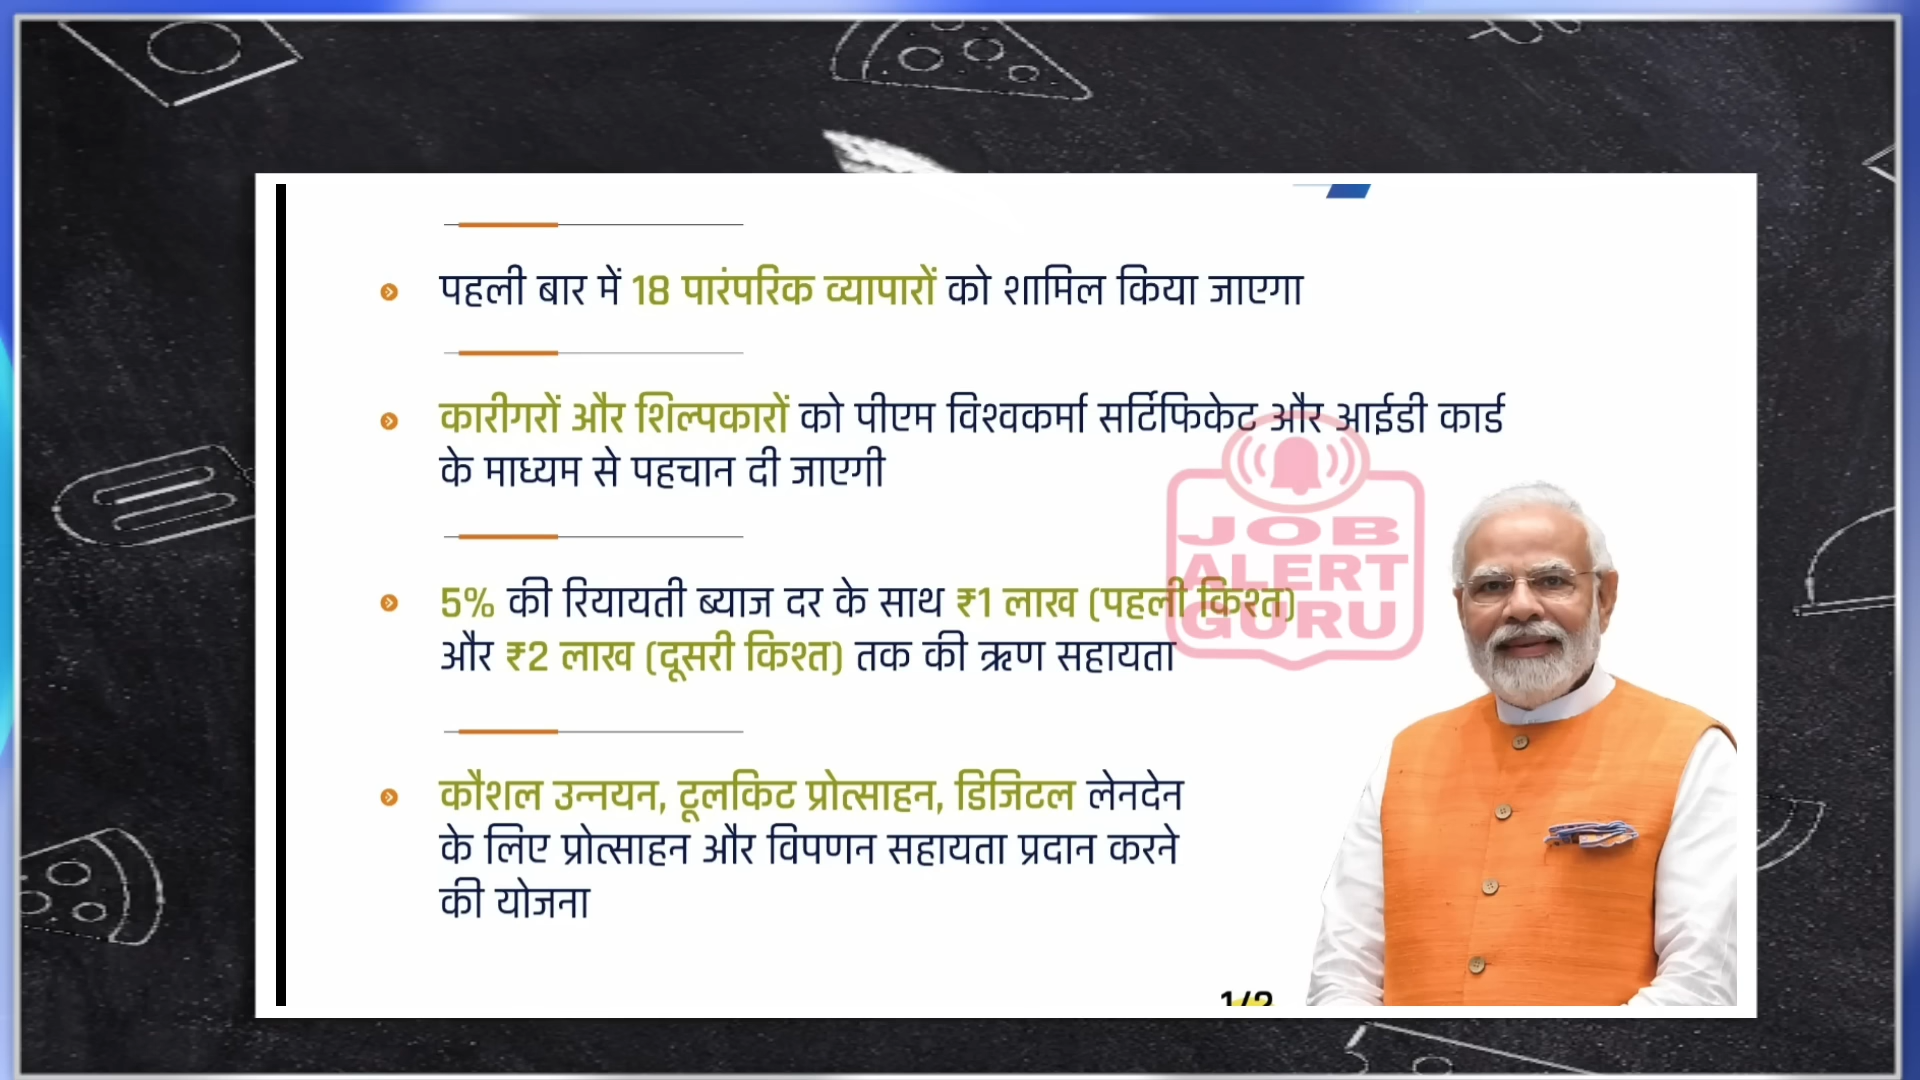 पहली बार में 18 पारंपरिक व्यापारों को शामिल किया जाएगा
कारीगरों और शिल्पकारों को पीएम विश्वकर्मा सर्टिफिकेट और आईडी कार्ड
के माध्यम से पहचान दी जाएगी
JOB
ALERT
GURU
5% की रियायती ब्याज दर के साथ ₹1 लाख (पहली किश्त)
और ₹2 लाख (दूसरी किश्त) तक की ऋण सहायता
कौशल उन्नयन, टूलकिट प्रोत्साहन, डिजिटल लेनदेन
के लिए प्रोत्साहन और विपणन सहायता प्रदान करने
की योजना
1/2